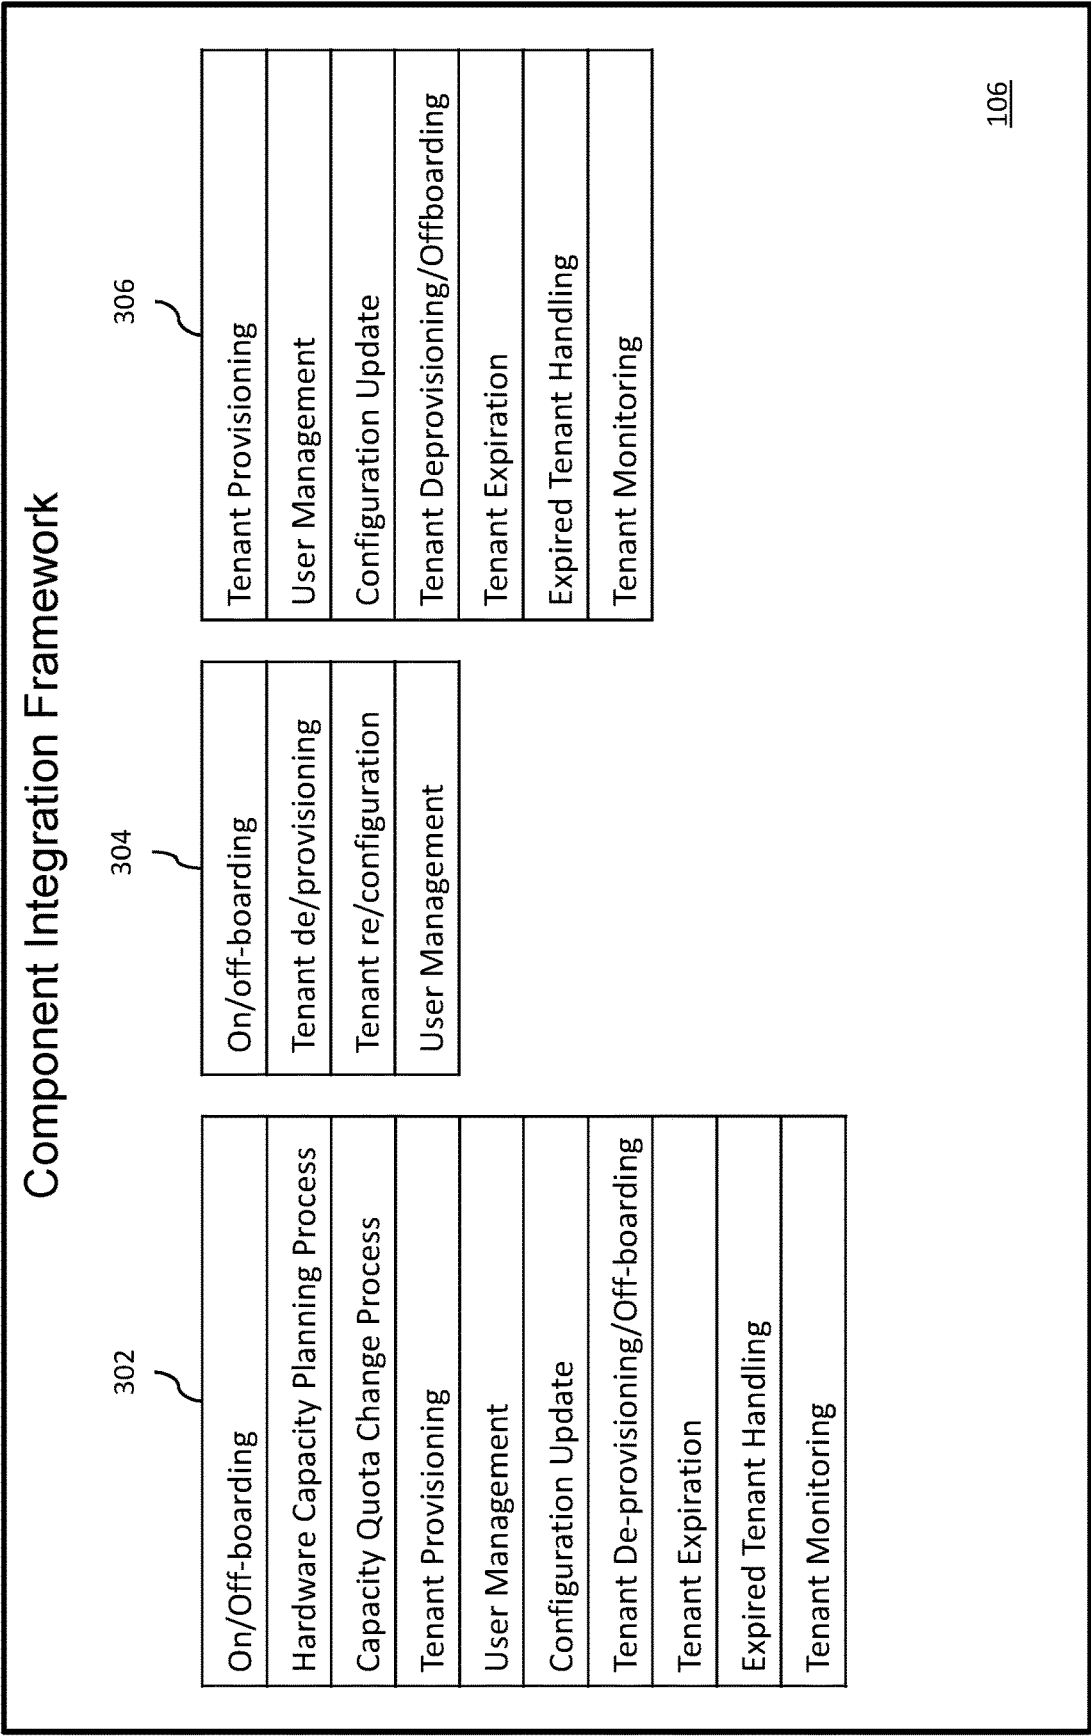 Component Integration Framework
302
On/Off-boarding
Hardware Capacity Planning Process
Capacity Quota Change Process
Tenant Provisioning
User Management
Configuration Update
Tenant De-provisioning/Off-boarding
Tenant Expiration
Expired Tenant Handling
Tenant Monitoring
304
On/off-boarding
Tenant de/provisioning
Tenant re/configuration
User Management
306
Tenant Provisioning
User Management
Configuration Update
Tenant Deprovisioning/Offboarding
Tenant Expiration
Expired Tenant Handling
Tenant Monitoring
106